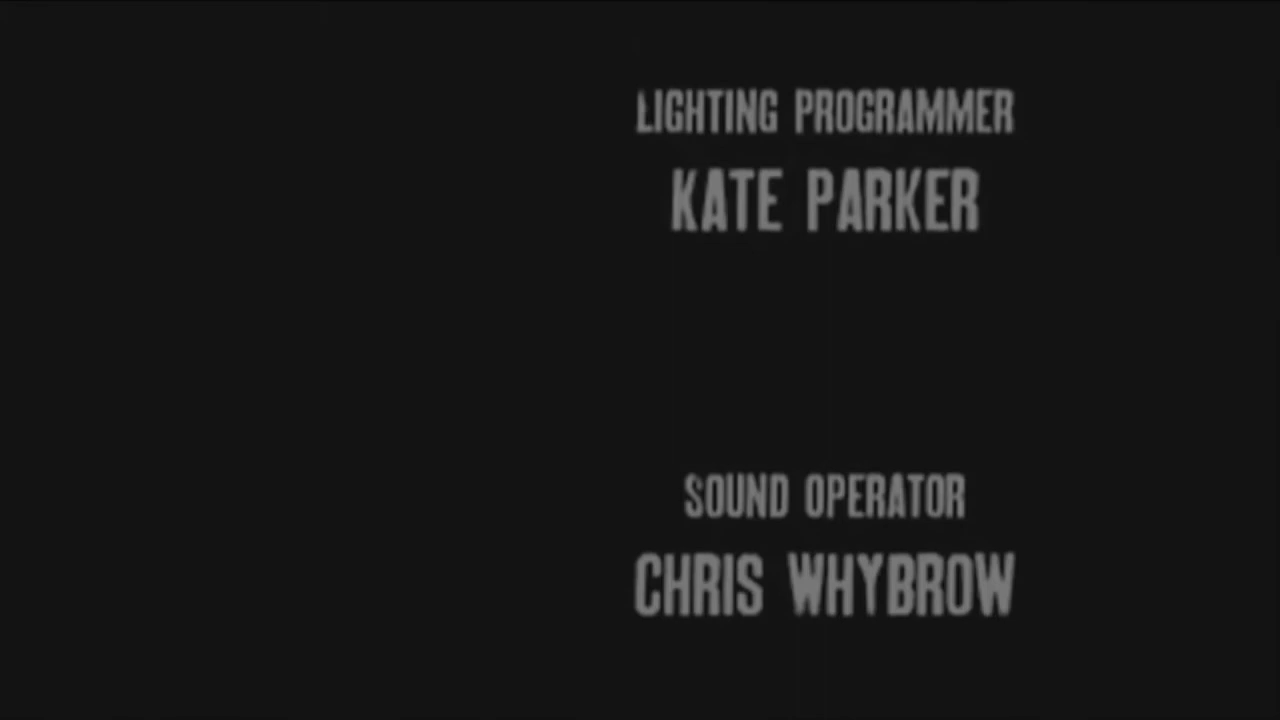 LIGHTING PROGRAMMER
KATE PARKER
SOUND OPERATOR
CHRIS WHYBROW